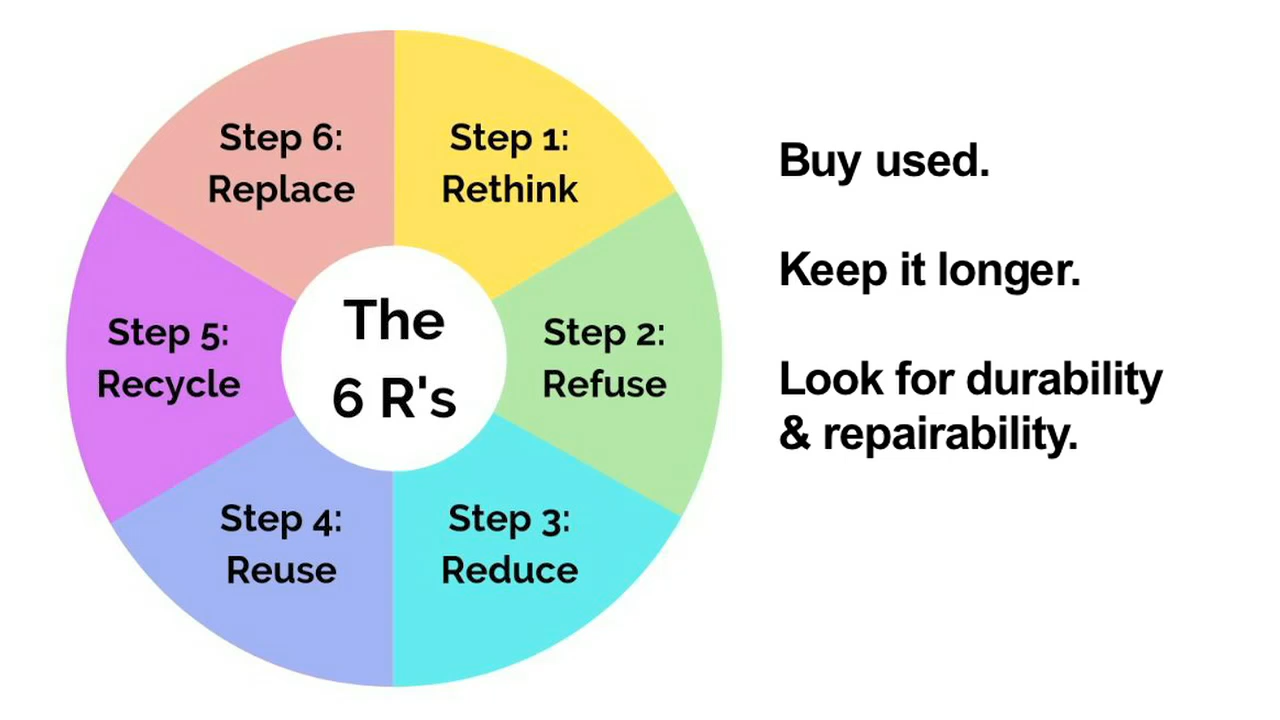 Step 1:
Rethink
Step 2:
Refuse
Step 3:
Reduce
Step 4:
Reuse
Step 5:
Recycle
Step 6:
Replace
The
6 R's
Buy used.
Keep it longer.
Look for durability
& repairability.